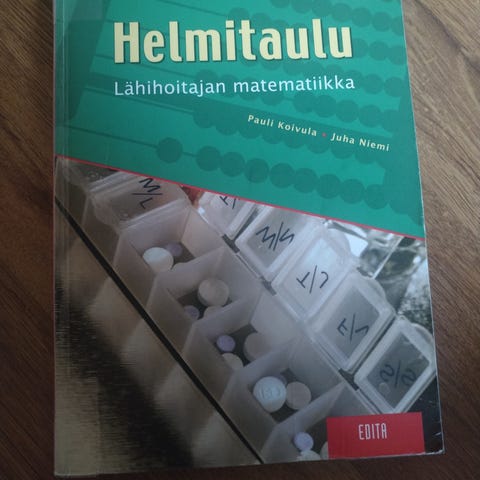 Helmitaulu
Lähihoitajan matematiikka
Pauli Koivula • Juha Niemi
M/L
T/
M/N
T/L
F/L
S/S
EDITA